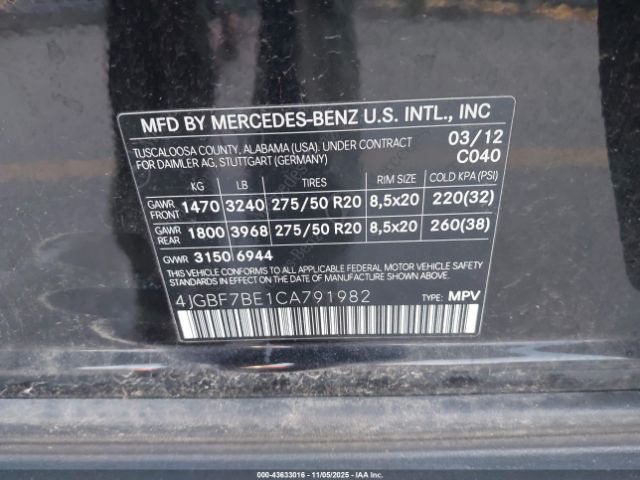 MFD BY MERCEDES-BENZ U.S. INTL., INC
TUSCALOOSA COUNTY, ALABAMA (USA). UNDER CONTRACT 03/12
FOR DAIMLER AG, STUTTGART (GERMANY) C040
KG LB TIRES RIM SIZE COLD KPA (PSI)
GAWR FRONT 1470 3240 275/50 R20 8,5x20 220(32)
GAWR REAR 1800 3968 275/50 R20 8,5x20 260(38)
GVWR 3150 6944
THIS VEHICLE CONFORMS TO ALL APPLICABLE FEDERAL MOTOR VEHICLE SAFETY
STANDARDS IN EFFECT ON THE DATE OF MANUFACTURE SHOWN ABOVE.
4JGBF7BE1CA791982 TYPE: MPV
000-43633016 - 11/05/2025 - IAAI.COM